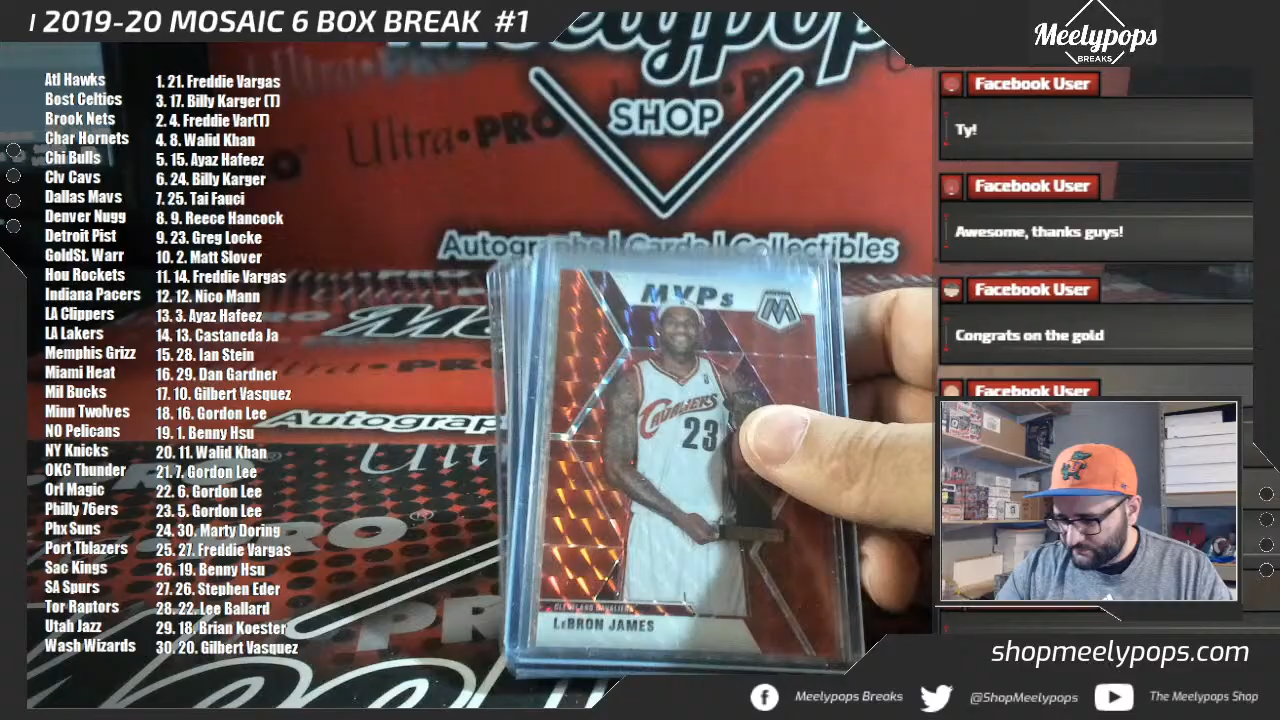 2019-20 MOSAIC 6 BOX BREAK #1
Meelypops
BREAKS
Atl Hawks 1. 21. Freddie Vargas
Bost Celtics 3. 17. Billy Karger (T)
Brook Nets 2. 4. Freddie Var(T)
Char Hornets 4. 8. Walid Khan
Chi Bulls 5. 15. Ayaz Hafeez
Clv Cavs 6. 24. Billy Karger
Dallas Mavs 7. 25. Tai Fauci
Denver Nugg 8. 9. Reece Hancock
Detroit Pist 9. 23. Greg Locke
GoldSt. Warr 10. 2. Matt Slover
Hou Rockets 11. 14. Freddie Vargas
Indiana Pacers 12. 12. Nico Mann
LA Clippers 13. 3. Ayaz Hafeez
LA Lakers 14. 13. Castaneda Ja
Memphis Grizz 15. 28. Ian Stein
Miami Heat 16. 29. Dan Gardner
Mil Bucks 17. 10. Gilbert Vasquez
Minn Twolves 18. 16. Gordon Lee
NO Pelicans 19. 1. Benny Hsu
NY Knicks 20. 11. Walid Khan
OKC Thunder 21. 7. Gordon Lee
Orl Magic 22. 6. Gordon Lee
Philly 76ers 23. 5. Gordon Lee
Phx Suns 24. 30. Marty Doring
Port Tblazers 25. 27. Freddie Vargas
Sac Kings 26. 19. Benny Hsu
SA Spurs 27. 26. Stephen Eder
Tor Raptors 28. 22. Lee Ballard
Utah Jazz 29. 18. Brian Koester
Wash Wizards 30. 20. Gilbert Vasquez
Meelypops
SHOP
Ultra•PRO
Autographs | Cards | Collectibles
Autograp
PRO
MVPs
CAVALIERS
23
CLEVELAND CAVALIERS
LeBRON JAMES
Facebook User
Ty!
Facebook User
Awesome, thanks guys!
Facebook User
Congrats on the gold
Facebook User
shopmeelypops.com
Meelypops Breaks
@ShopMeelypops
The Meelypops Shop